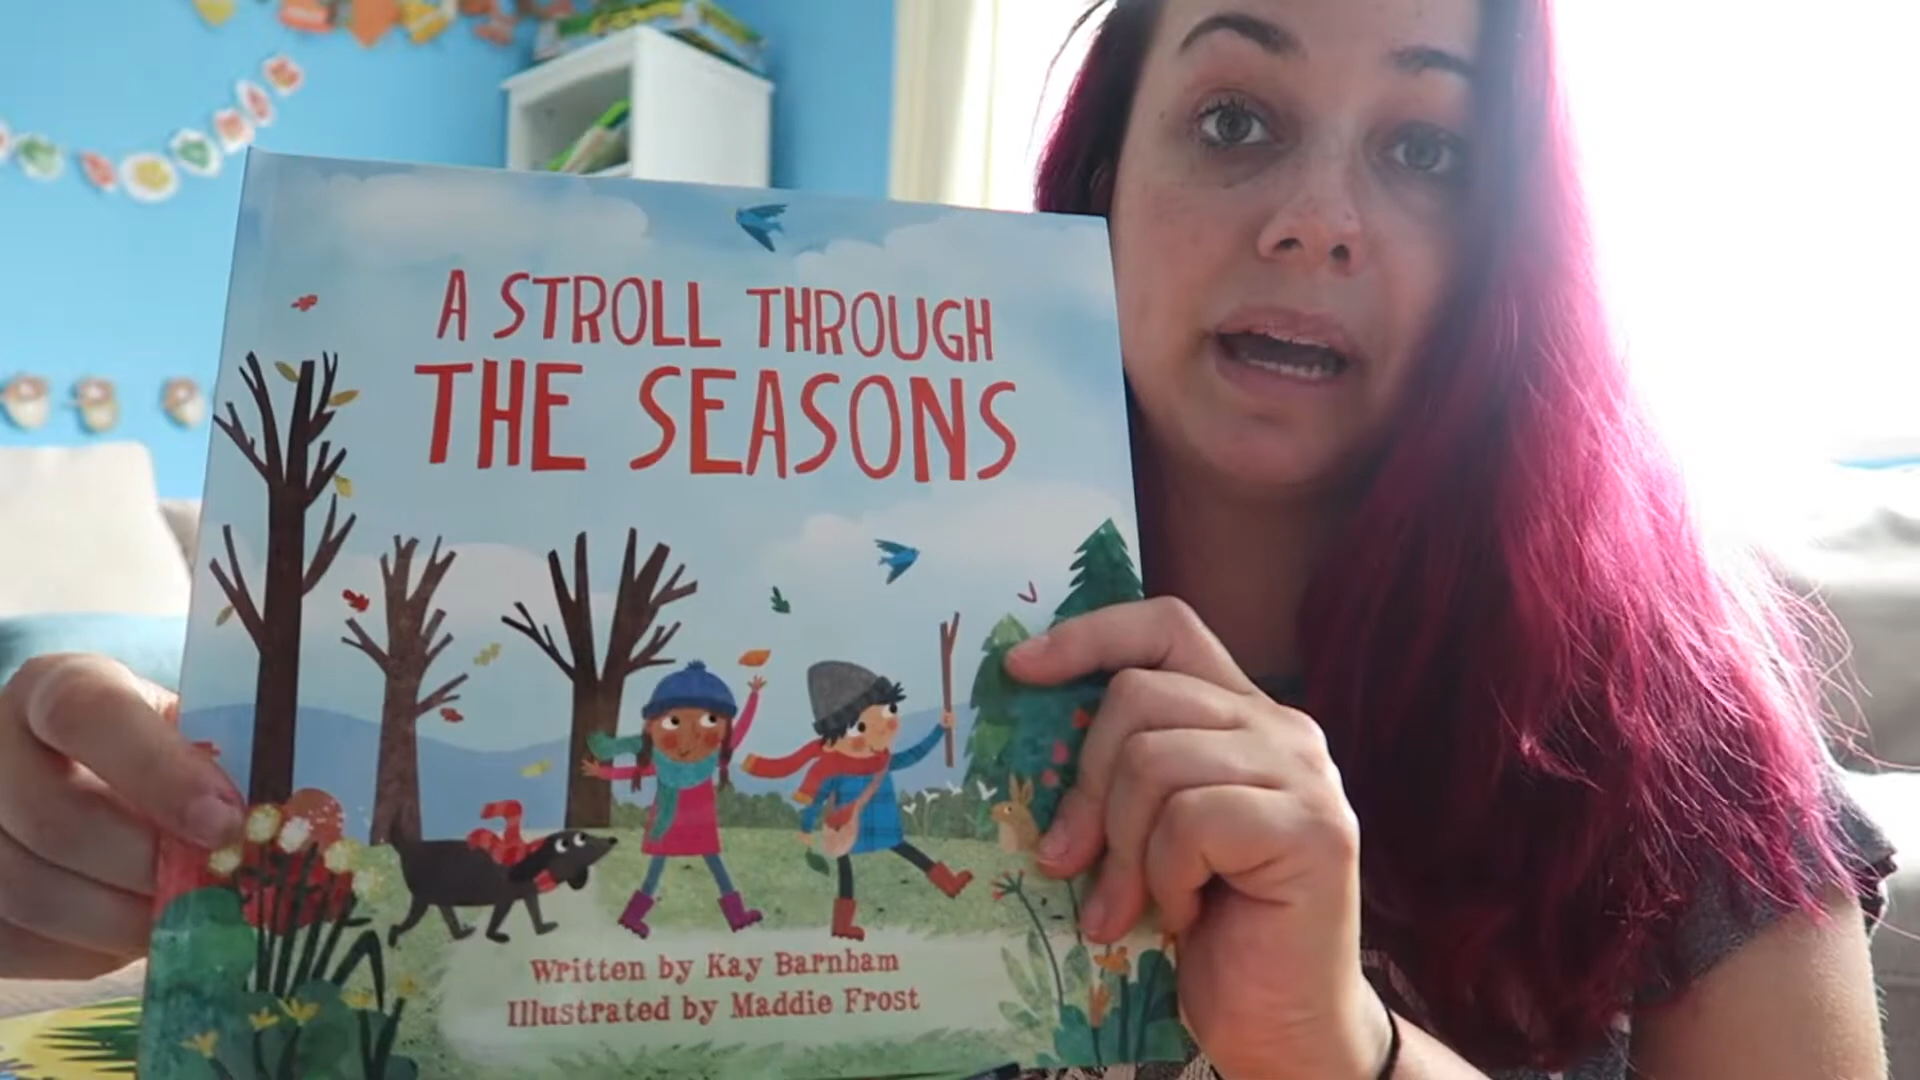 A STROLL THROUGH
THE SEASONS
Written by Kay Barnham
Illustrated by Maddie Frost